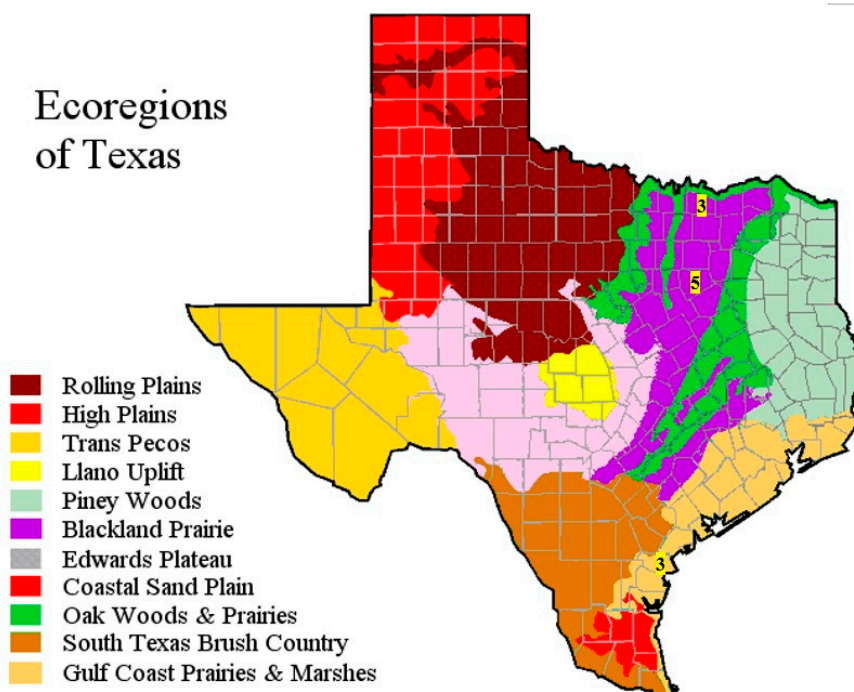 Ecoregions
of Texas
3
5
Rolling Plains
High Plains
Trans Pecos
Llano Uplift
Piney Woods
Blackland Prairie
Edwards Plateau
3
Coastal Sand Plain
Oak Woods & Prairies
South Texas Brush Country
Gulf Coast Prairies & Marshes